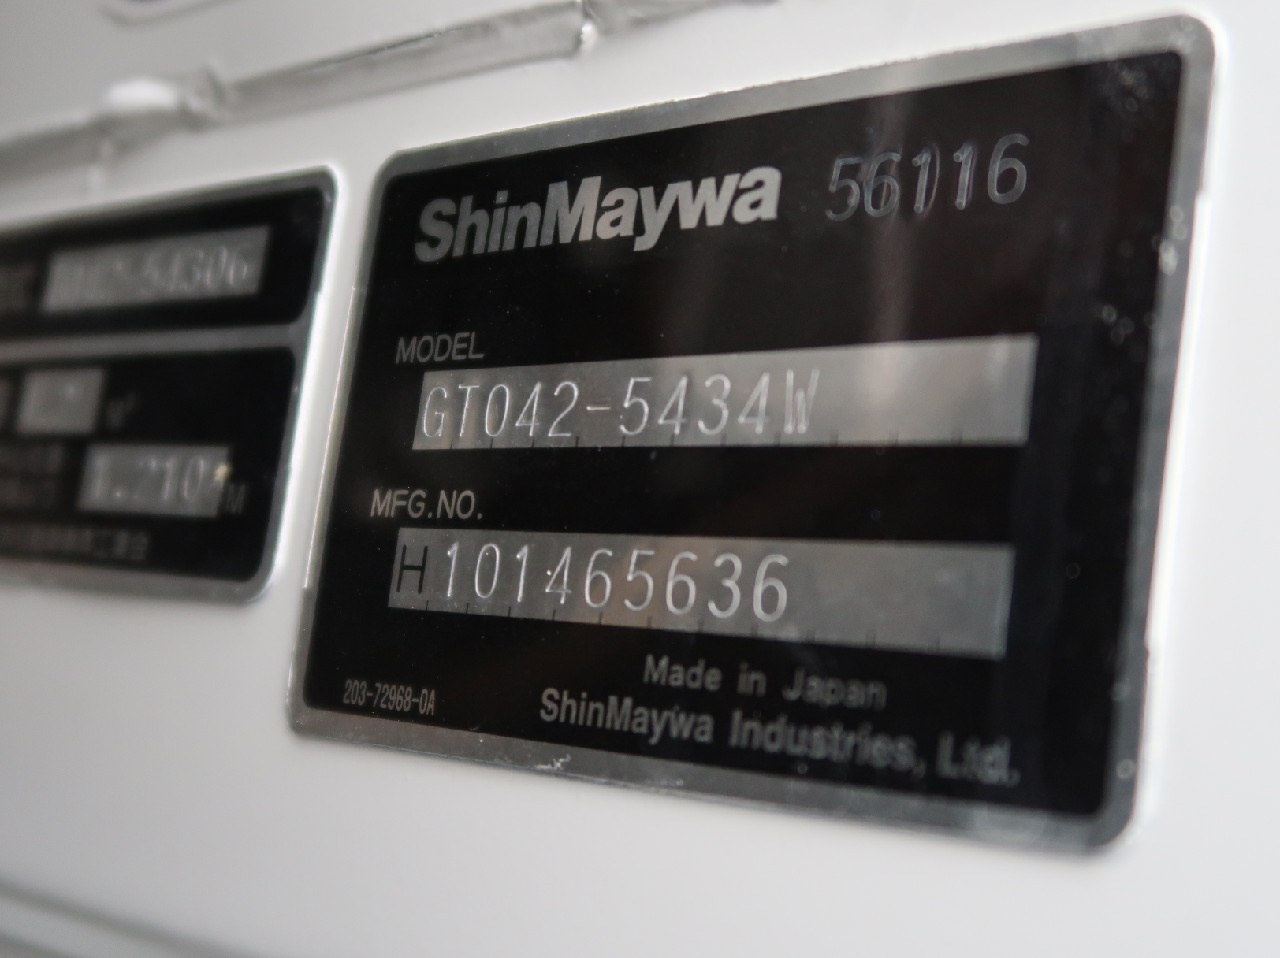 ShinMaywa 56116
MODEL
GT042-5434W
MFG.NO.
H101465636
Made in Japan
203-72968-0A
ShinMaywa Industries, Ltd.